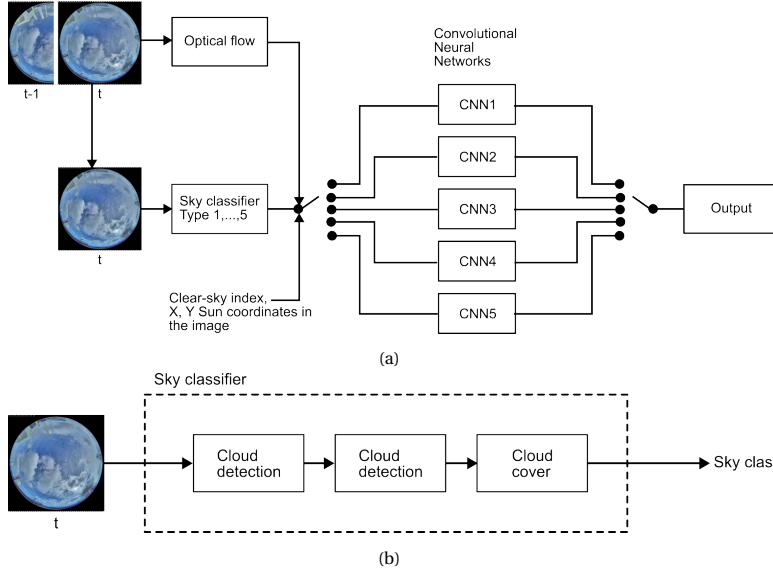 t-1
t
Optical flow
Convolutional
Neural
Networks
CNN1
CNN2
CNN3
CNN4
CNN5
t
Sky classifier
Type 1,...,5
Clear-sky index,
X, Y Sun coordinates in
the image
Output
(a)
Sky classifier
t
Cloud
detection
Cloud
detection
Cloud
cover
Sky clas
(b)